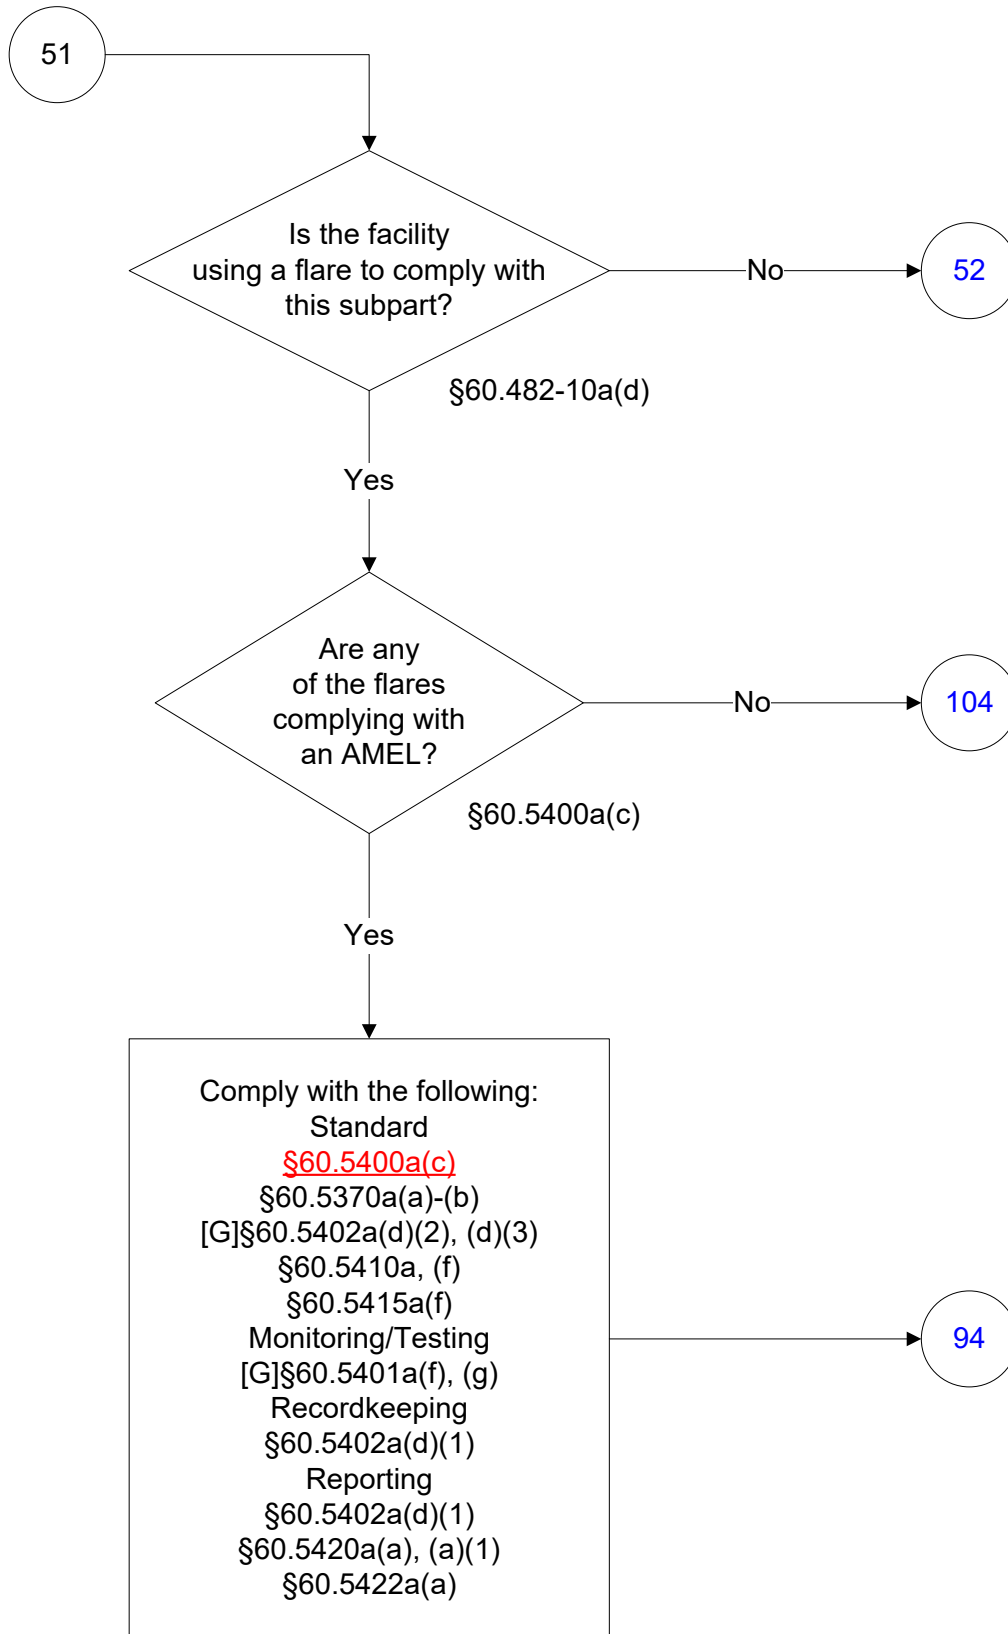 51
Is the facility
using a flare to comply with
this subpart?
No
52
§60.482-10a(d)
Yes
Are any
of the flares
complying with
an AMEL?
No
104
§60.5400a(c)
Yes
Comply with the following:
Standard
§60.5400a(c)
§60.5370a(a)-(b)
[G]§60.5402a(d)(2), (d)(3)
§60.5410a, (f)
§60.5415a(f)
Monitoring/Testing
[G]§60.5401a(f), (g)
Recordkeeping
§60.5402a(d)(1)
Reporting
§60.5402a(d)(1)
§60.5420a(a), (a)(1)
§60.5422a(a)
94